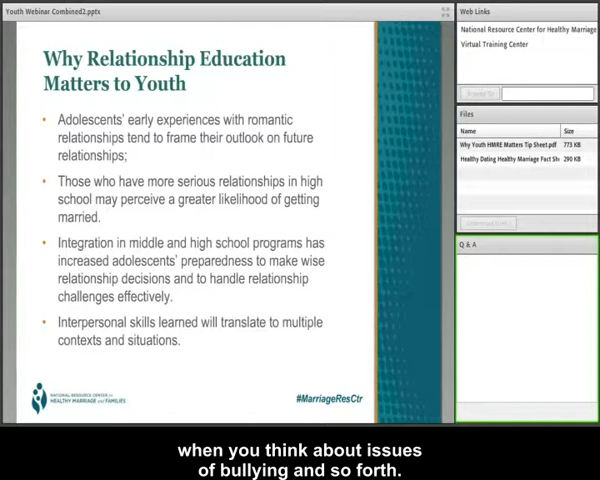 Youth Webinar Combined2.pptx
Why Relationship Education
Matters to Youth
• Adolescents' early experiences with romantic
relationships tend to frame their outlook on future
relationships;
• Those who have more serious relationships in high
school may perceive a greater likelihood of getting
married.
• Integration in middle and high school programs has
increased adolescents' preparedness to make wise
relationship decisions and to handle relationship
challenges effectively.
• Interpersonal skills learned will translate to multiple
contexts and situations.
NATIONAL RESOURCE CENTER for
HEALTHY MARRIAGE and FAMILIES
#MarriageResCtr
Web Links
National Resource Center for Healthy Marriage
Virtual Training Center
Browse To
Files
Name Size
Why Youth HMRE Matters Tip Sheet.pdf 773 KB
Healthy Dating Healthy Marriage Fact She 290 KB
Q & A
when you think about issues
of bullying and so forth.